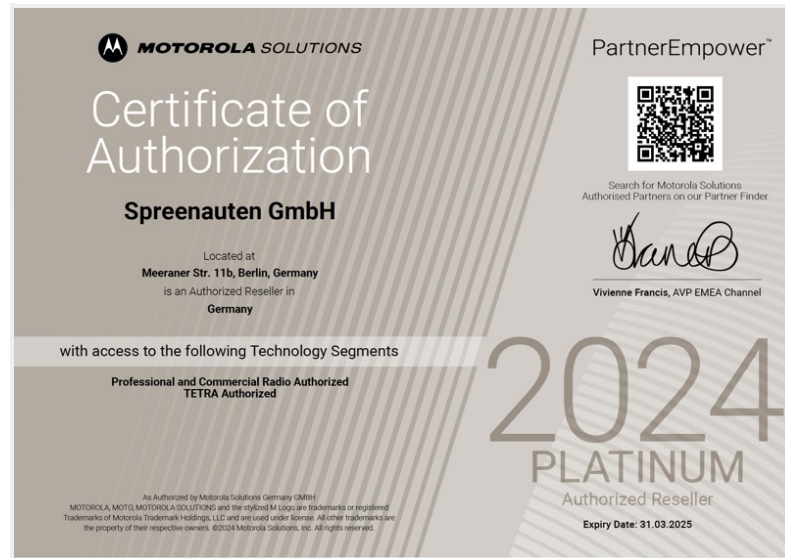 MOTOROLA SOLUTIONS
Certificate of
Authorization
Spreenauten GmbH
Located at
Meeraner Str. 11b, Berlin, Germany
is an Authorized Reseller in
Germany
with access to the following Technology Segments
Professional and Commercial Radio Authorized
TETRA Authorized
As Authorized by Motorola Solutions Germany GMBH
MOTOROLA, MOTO, MOTOROLA SOLUTIONS and the stylized M Logo are trademarks or registered
Trademarks of Motorola Trademark Holdings, LLC and are used under license. All other trademarks are
the property of their respective owners. ©2024 Motorola Solutions, Inc. All rights reserved.
PartnerEmpower™
Search for Motorola Solutions
Authorised Partners on our Partner Finder
Vivienne Francis, AVP EMEA Channel
2024
PLATINUM
Authorized Reseller
Expiry Date: 31.03.2025